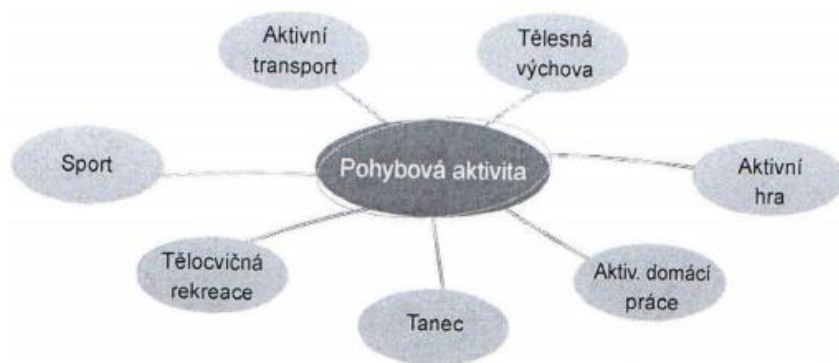 Aktivní
transport
Tělesná
výchova
Sport
Pohybová aktivita
Aktivní
hra
Tělocvičná
rekreace
Aktiv. domácí
práce
Tanec